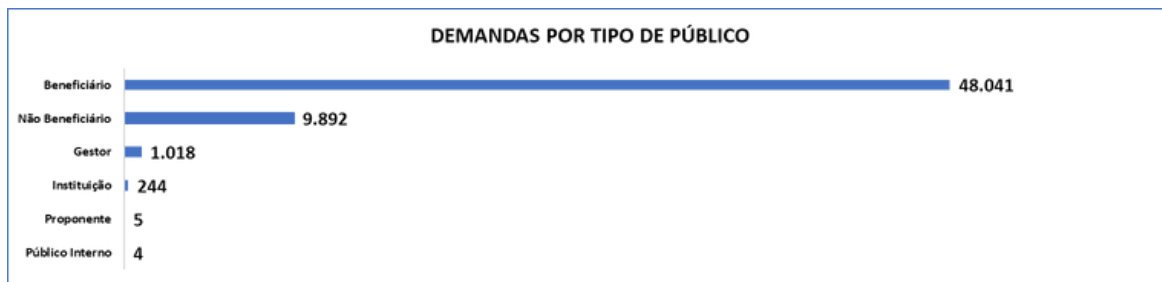 DEMANDAS POR TIPO DE PÚBLICO
Beneficiário 48.041
Não Beneficiário 9.892
Gestor 1.018
Instituição 244
Proponente 5
Público Interno 4